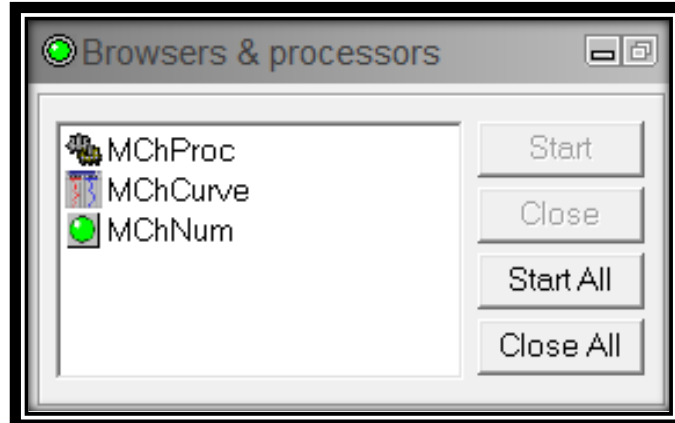 Browsers & processors
MChProc
MChCurve
MChNum
Start
Close
Start All
Close All